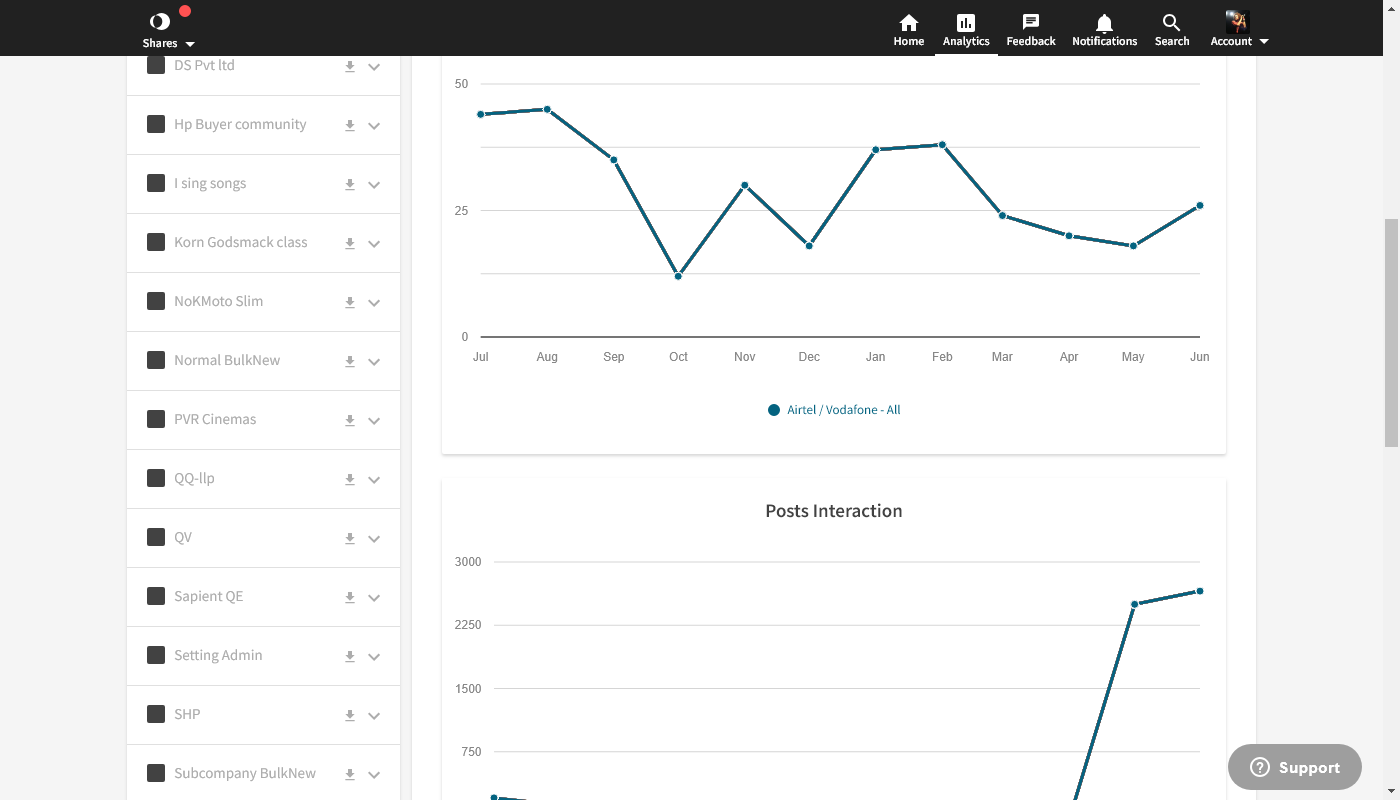 Shares
Home
Analytics
Feedback
Notifications
Search
Account
DS Pvt ltd
Hp Buyer community
I sing songs
Korn Godsmack class
NoKMoto Slim
Normal BulkNew
PVR Cinemas
QQ-llp
QV
Sapient QE
Setting Admin
SHP
Subcompany BulkNew
50
25
0
Jul Aug Sep Oct Nov Dec Jan Feb Mar Apr May Jun
Airtel / Vodafone - All
Posts Interaction
3000
2250
1500
750
? Support